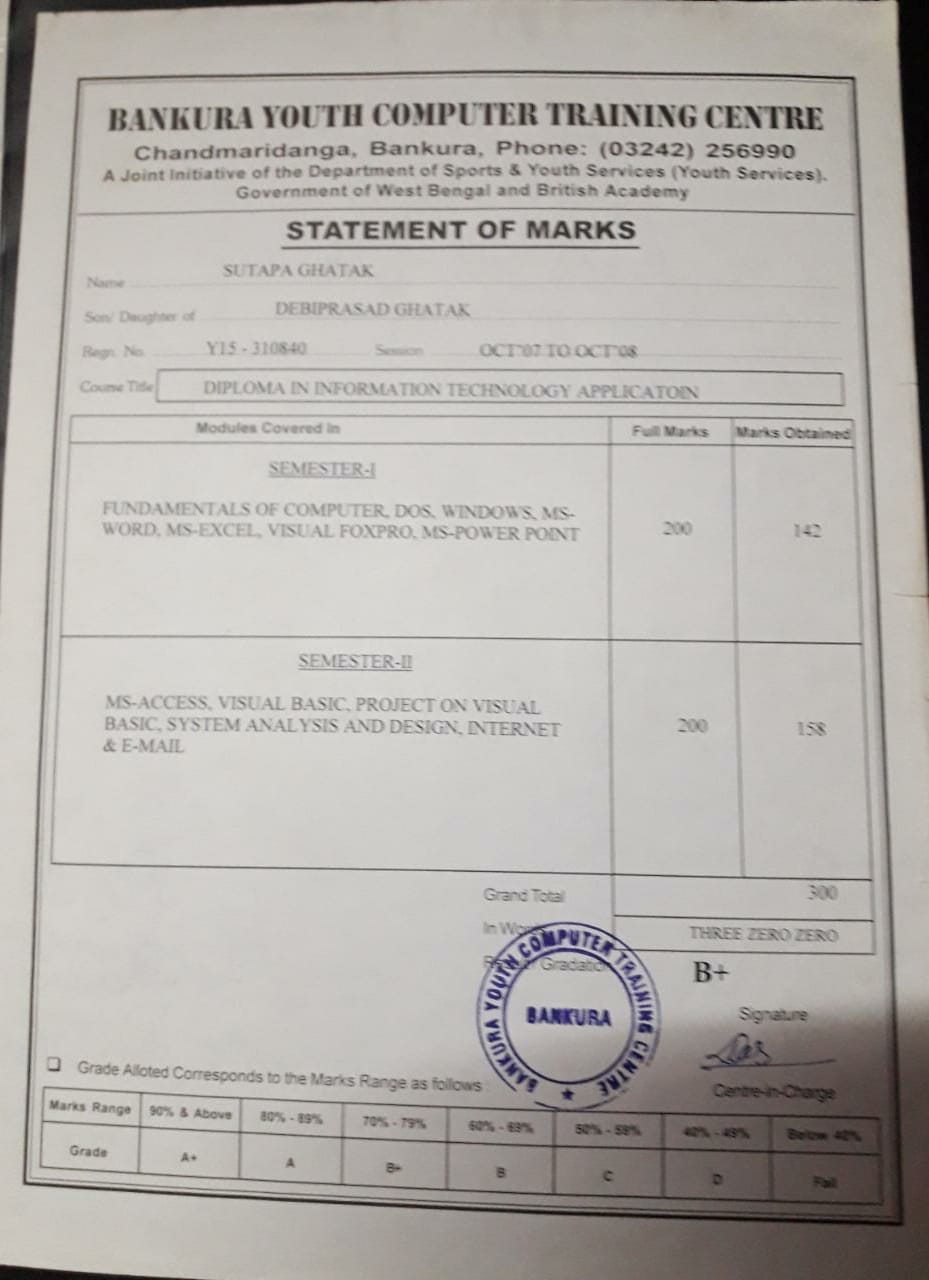 BANKURA YOUTH COMPUTER TRAINING CENTRE
Chandmaridanga, Bankura, Phone: (03242) 256990
A Joint Initiative of the Department of Sports & Youth Services (Youth Services).
Government of West Bengal and British Academy
STATEMENT OF MARKS
Name SUTAPA GHATAK
Son/ Daughter of DEBIPRASAD GHATAK
Regn. No. Y15 - 310840 Session OCT'07 TO OCT'08
Course Title DIPLOMA IN INFORMATION TECHNOLOGY APPLICATOIN
Modules Covered in Full Marks Marks Obtained
SEMESTER-I
FUNDAMENTALS OF COMPUTER, DOS, WINDOWS, MS-
WORD, MS-EXCEL, VISUAL FOXPRO, MS-POWER POINT
200 142
SEMESTER-II
MS-ACCESS, VISUAL BASIC, PROJECT ON VISUAL
BASIC, SYSTEM ANALYSIS AND DESIGN, INTERNET
& E-MAIL
200 158
Grand Total 300
In Words THREE ZERO ZERO
Gradation B+
BANKURA YOUTH COMPUTER TRAINING CENTRE
BANKURA
Signature
Centre-in-Charge
Grade Alloted Corresponds to the Marks Range as follows
Marks Range 90% & Above 80% - 89% 70% - 79% 60% - 69% 50% - 59% 40% - 49% Below 40%
Grade A+ A B+ B C D Fail